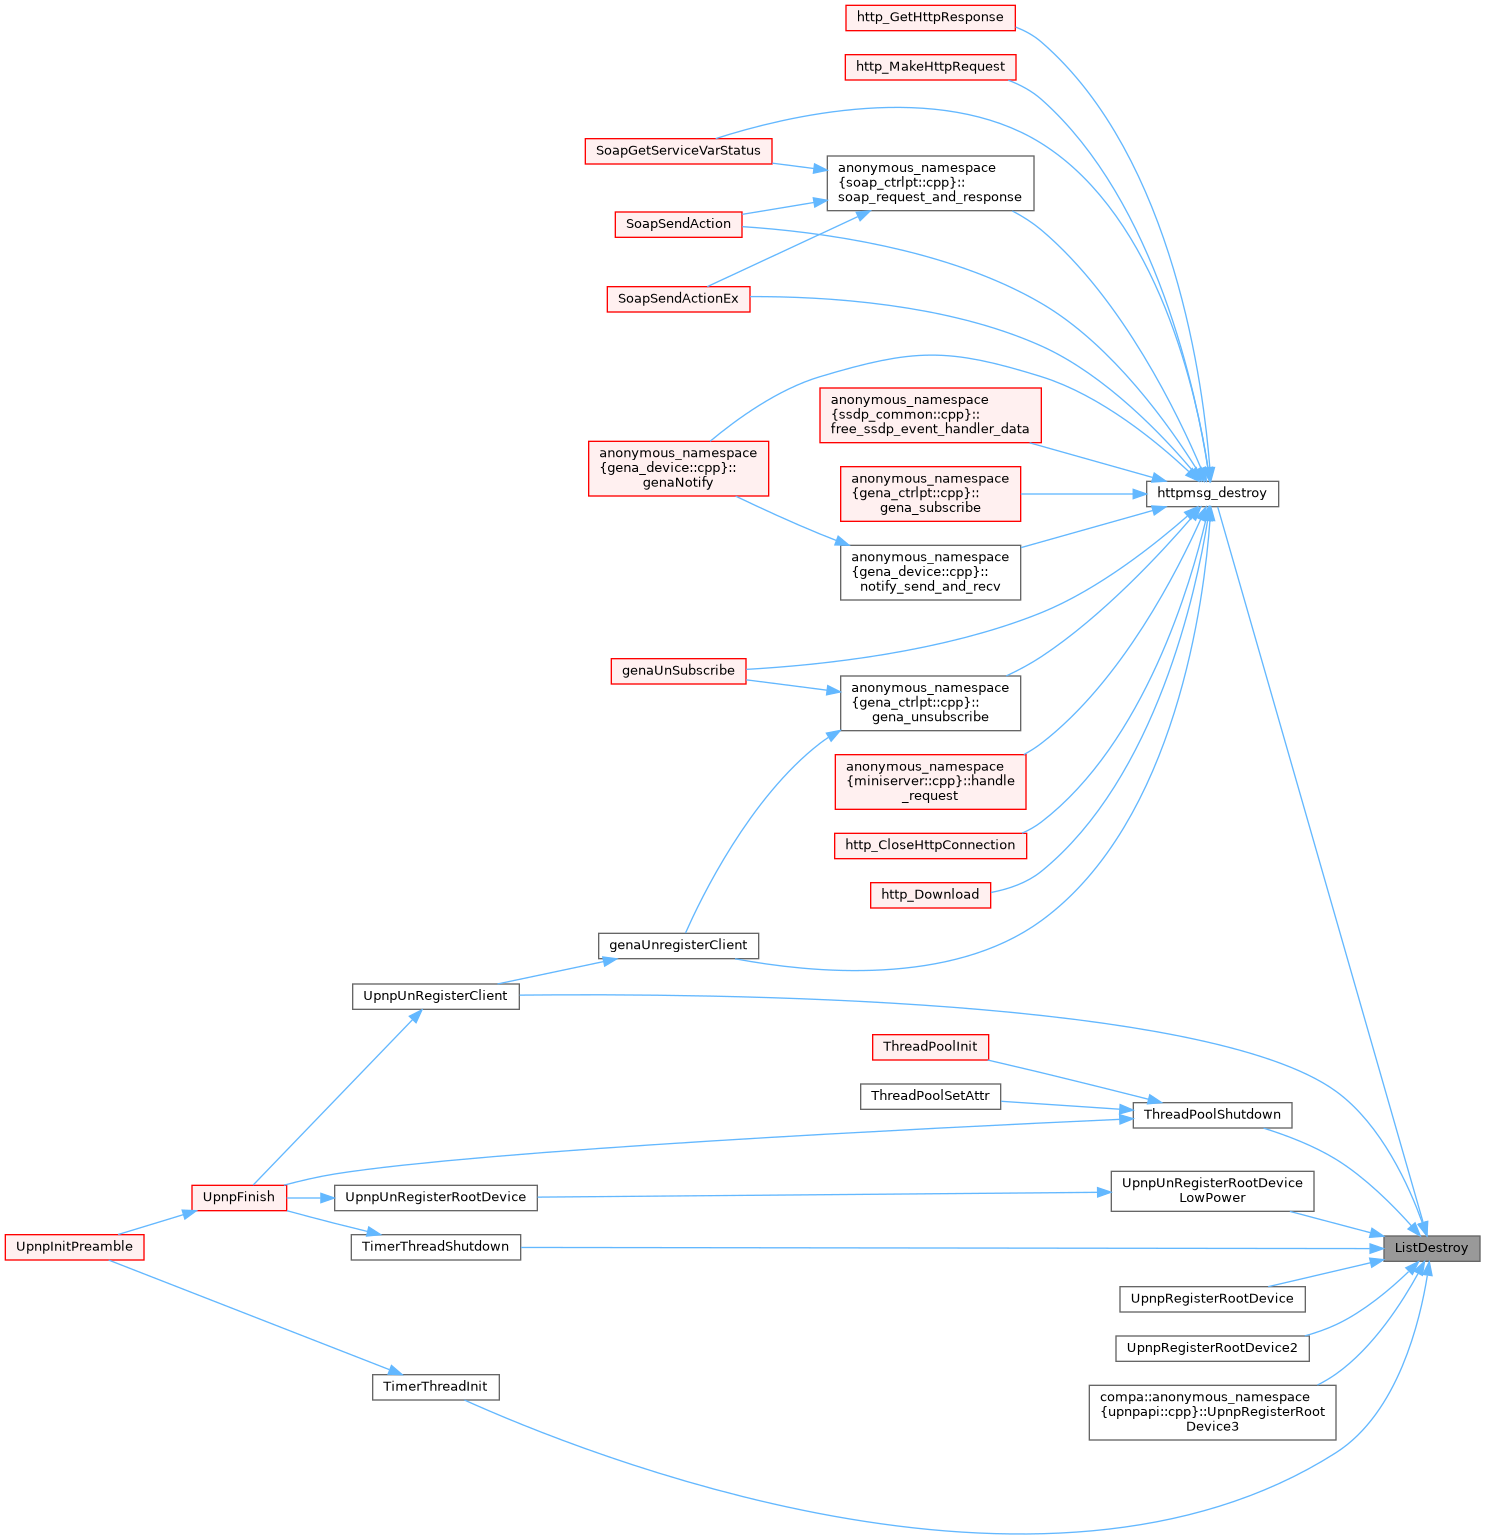 http_GetHttpResponse
http_MakeHttpRequest
SoapGetServiceVarStatus
anonymous_namespace
{soap_ctrlpt::cpp}::
soap_request_and_response
SoapSendAction
SoapSendActionEx
anonymous_namespace
{ssdp_common::cpp}::
free_ssdp_event_handler_data
anonymous_namespace
{gena_device::cpp}::
genaNotify
anonymous_namespace
{gena_ctrlpt::cpp}::
gena_subscribe
httpmsg_destroy
anonymous_namespace
{gena_device::cpp}::
notify_send_and_recv
genaUnSubscribe
anonymous_namespace
{gena_ctrlpt::cpp}::
gena_unsubscribe
anonymous_namespace
{miniserver::cpp}::handle
_request
http_CloseHttpConnection
http_Download
genaUnregisterClient
UpnpUnRegisterClient
ThreadPoolInit
ThreadPoolSetAttr
ThreadPoolShutdown
UpnpFinish
UpnpUnRegisterRootDevice
UpnpUnRegisterRootDevice
LowPower
UpnpInitPreamble
TimerThreadShutdown
ListDestroy
UpnpRegisterRootDevice
UpnpRegisterRootDevice2
TimerThreadInit
compa::anonymous_namespace
{upnpapi::cpp}::UpnpRegisterRoot
Device3